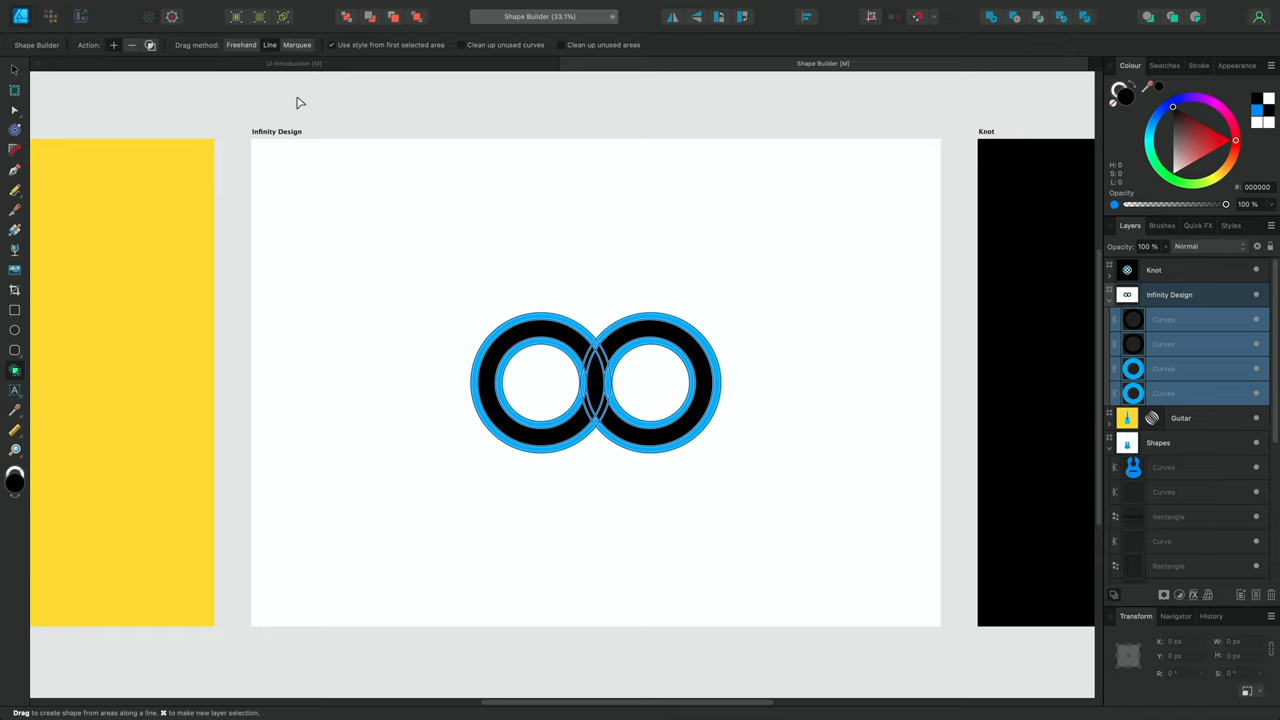 Shape Builder (33.1%)
Shape Builder
Action:
Drag method:
Freehand
Line
Marquee
Use style from first selected area
Clean up unused curves
Clean up unused areas
UI Introduction [M]
Shape Builder [M]
Infinity Design
Knot
Colour
Swatches
Stroke
Appearance
H: 0
S: 0
L: 0
#: 000000
Opacity
100 %
Layers
Brushes
Quick FX
Styles
Opacity: 100 %
Normal
Knot
Infinity Design
Curves
Curves
Curves
Curves
Guitar
Shapes
Curves
Curves
Rectangle
Curve
Rectangle
Transform
Navigator
History
X: 0 px
W: 0 px
Y: 0 px
H: 0 px
R: 0 °
S: 0 °
Drag to create shape from areas along a line. ⌘ to make new layer selection.